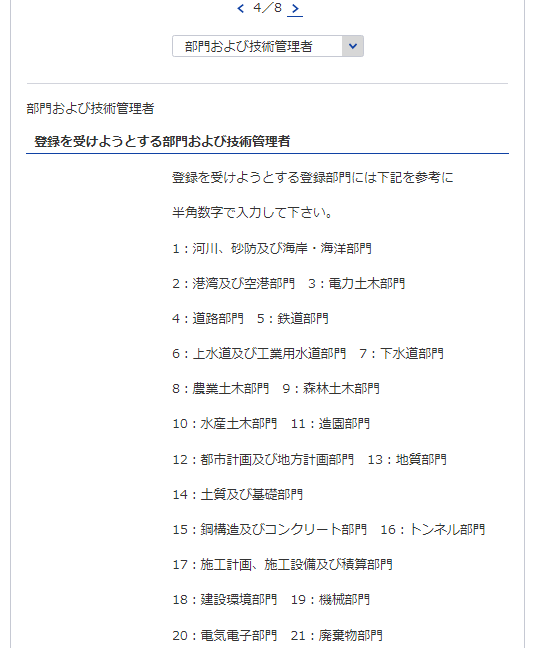 4／8
部門および技術管理者
部門および技術管理者
登録を受けようとする部門および技術管理者
登録を受けようとする登録部門には下記を参考に
半角数字で入力して下さい。
1：河川、砂防及び海岸・海洋部門
2：港湾及び空港部門　3：電力土木部門
4：道路部門　5：鉄道部門
6：上水道及び工業用水道部門　7：下水道部門
8：農業土木部門　9：森林土木部門
10：水産土木部門　11：造園部門
12：都市計画及び地方計画部門　13：地質部門
14：土質及び基礎部門
15：鋼構造及びコンクリート部門　16：トンネル部門
17：施工計画、施工設備及び積算部門
18：建設環境部門　19：機械部門
20：電気電子部門　21：廃棄物部門